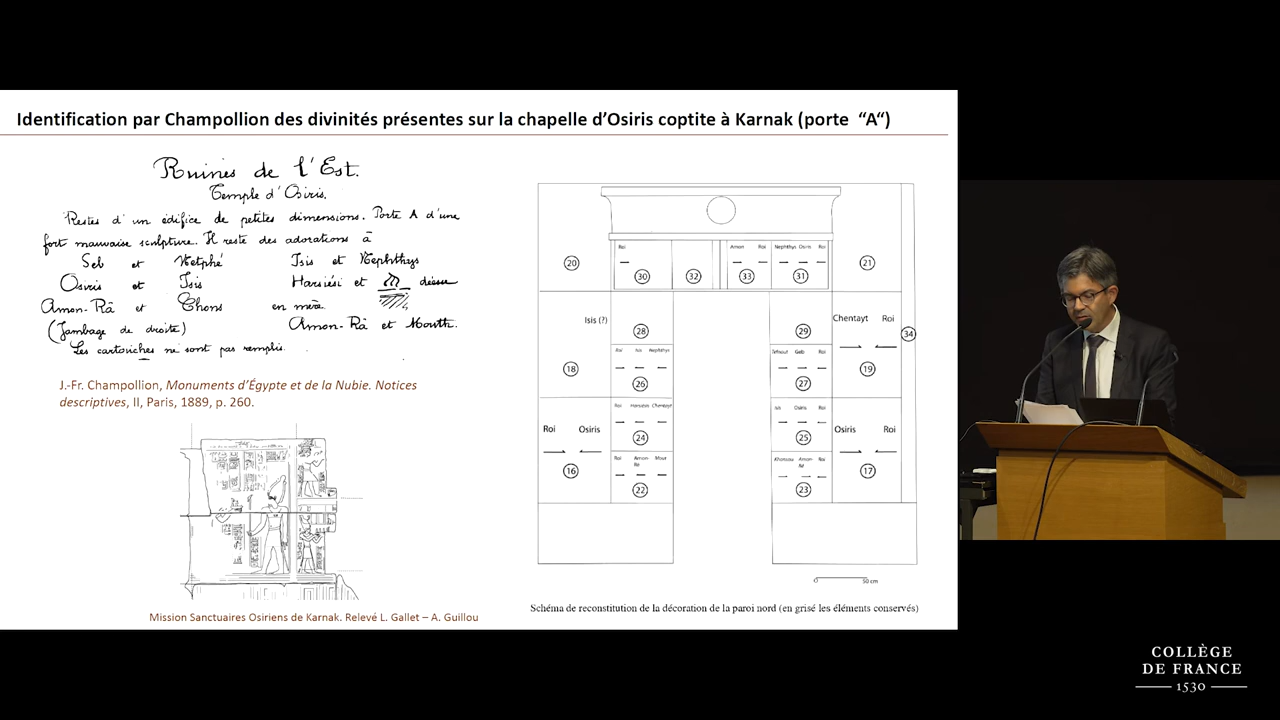 Identification par Champollion des divinités présentes sur la chapelle d'Osiris coptite à Karnak (porte "A")
Ruines de l'Est.
Temple d'Osiris.
Restes d'un édifice de petites dimensions. Porte A d'une
fort mauvaise sculpture. Il reste des adorations à
Seb et Netphé Isis et Nephthys
Osiris et Isis Harsiési et déesse
Amon-Râ et Chons en mère.
(Jambage de droite) Amon-Râ et Mouth.
Les cartouches ne sont pas remplis.
J.-Fr. Champollion, Monuments d'Égypte et de la Nubie. Notices
descriptives, II, Paris, 1889, p. 260.
Mission Sanctuaires Osiriens de Karnak. Relevé L. Gallet – A. Guillou
Roi Amon Roi Nephthys Osiris Roi
20 30 32 33 31 21
Isis (?) 28 29 Chentayt Roi
34
Roi Isis Nephthys Tefnout Geb Roi
18 26 27 19
Roi Harsiésis Chentayt Isis Osiris Roi
Roi Osiris 24 25 Osiris Roi
Roi Amon-Rê Mout Khonsou Amon-Rê Roi
16 22 23 17
50 cm
Schéma de reconstitution de la décoration de la paroi nord (en grisé les éléments conservés)
COLLÈGE
DE FRANCE
1530